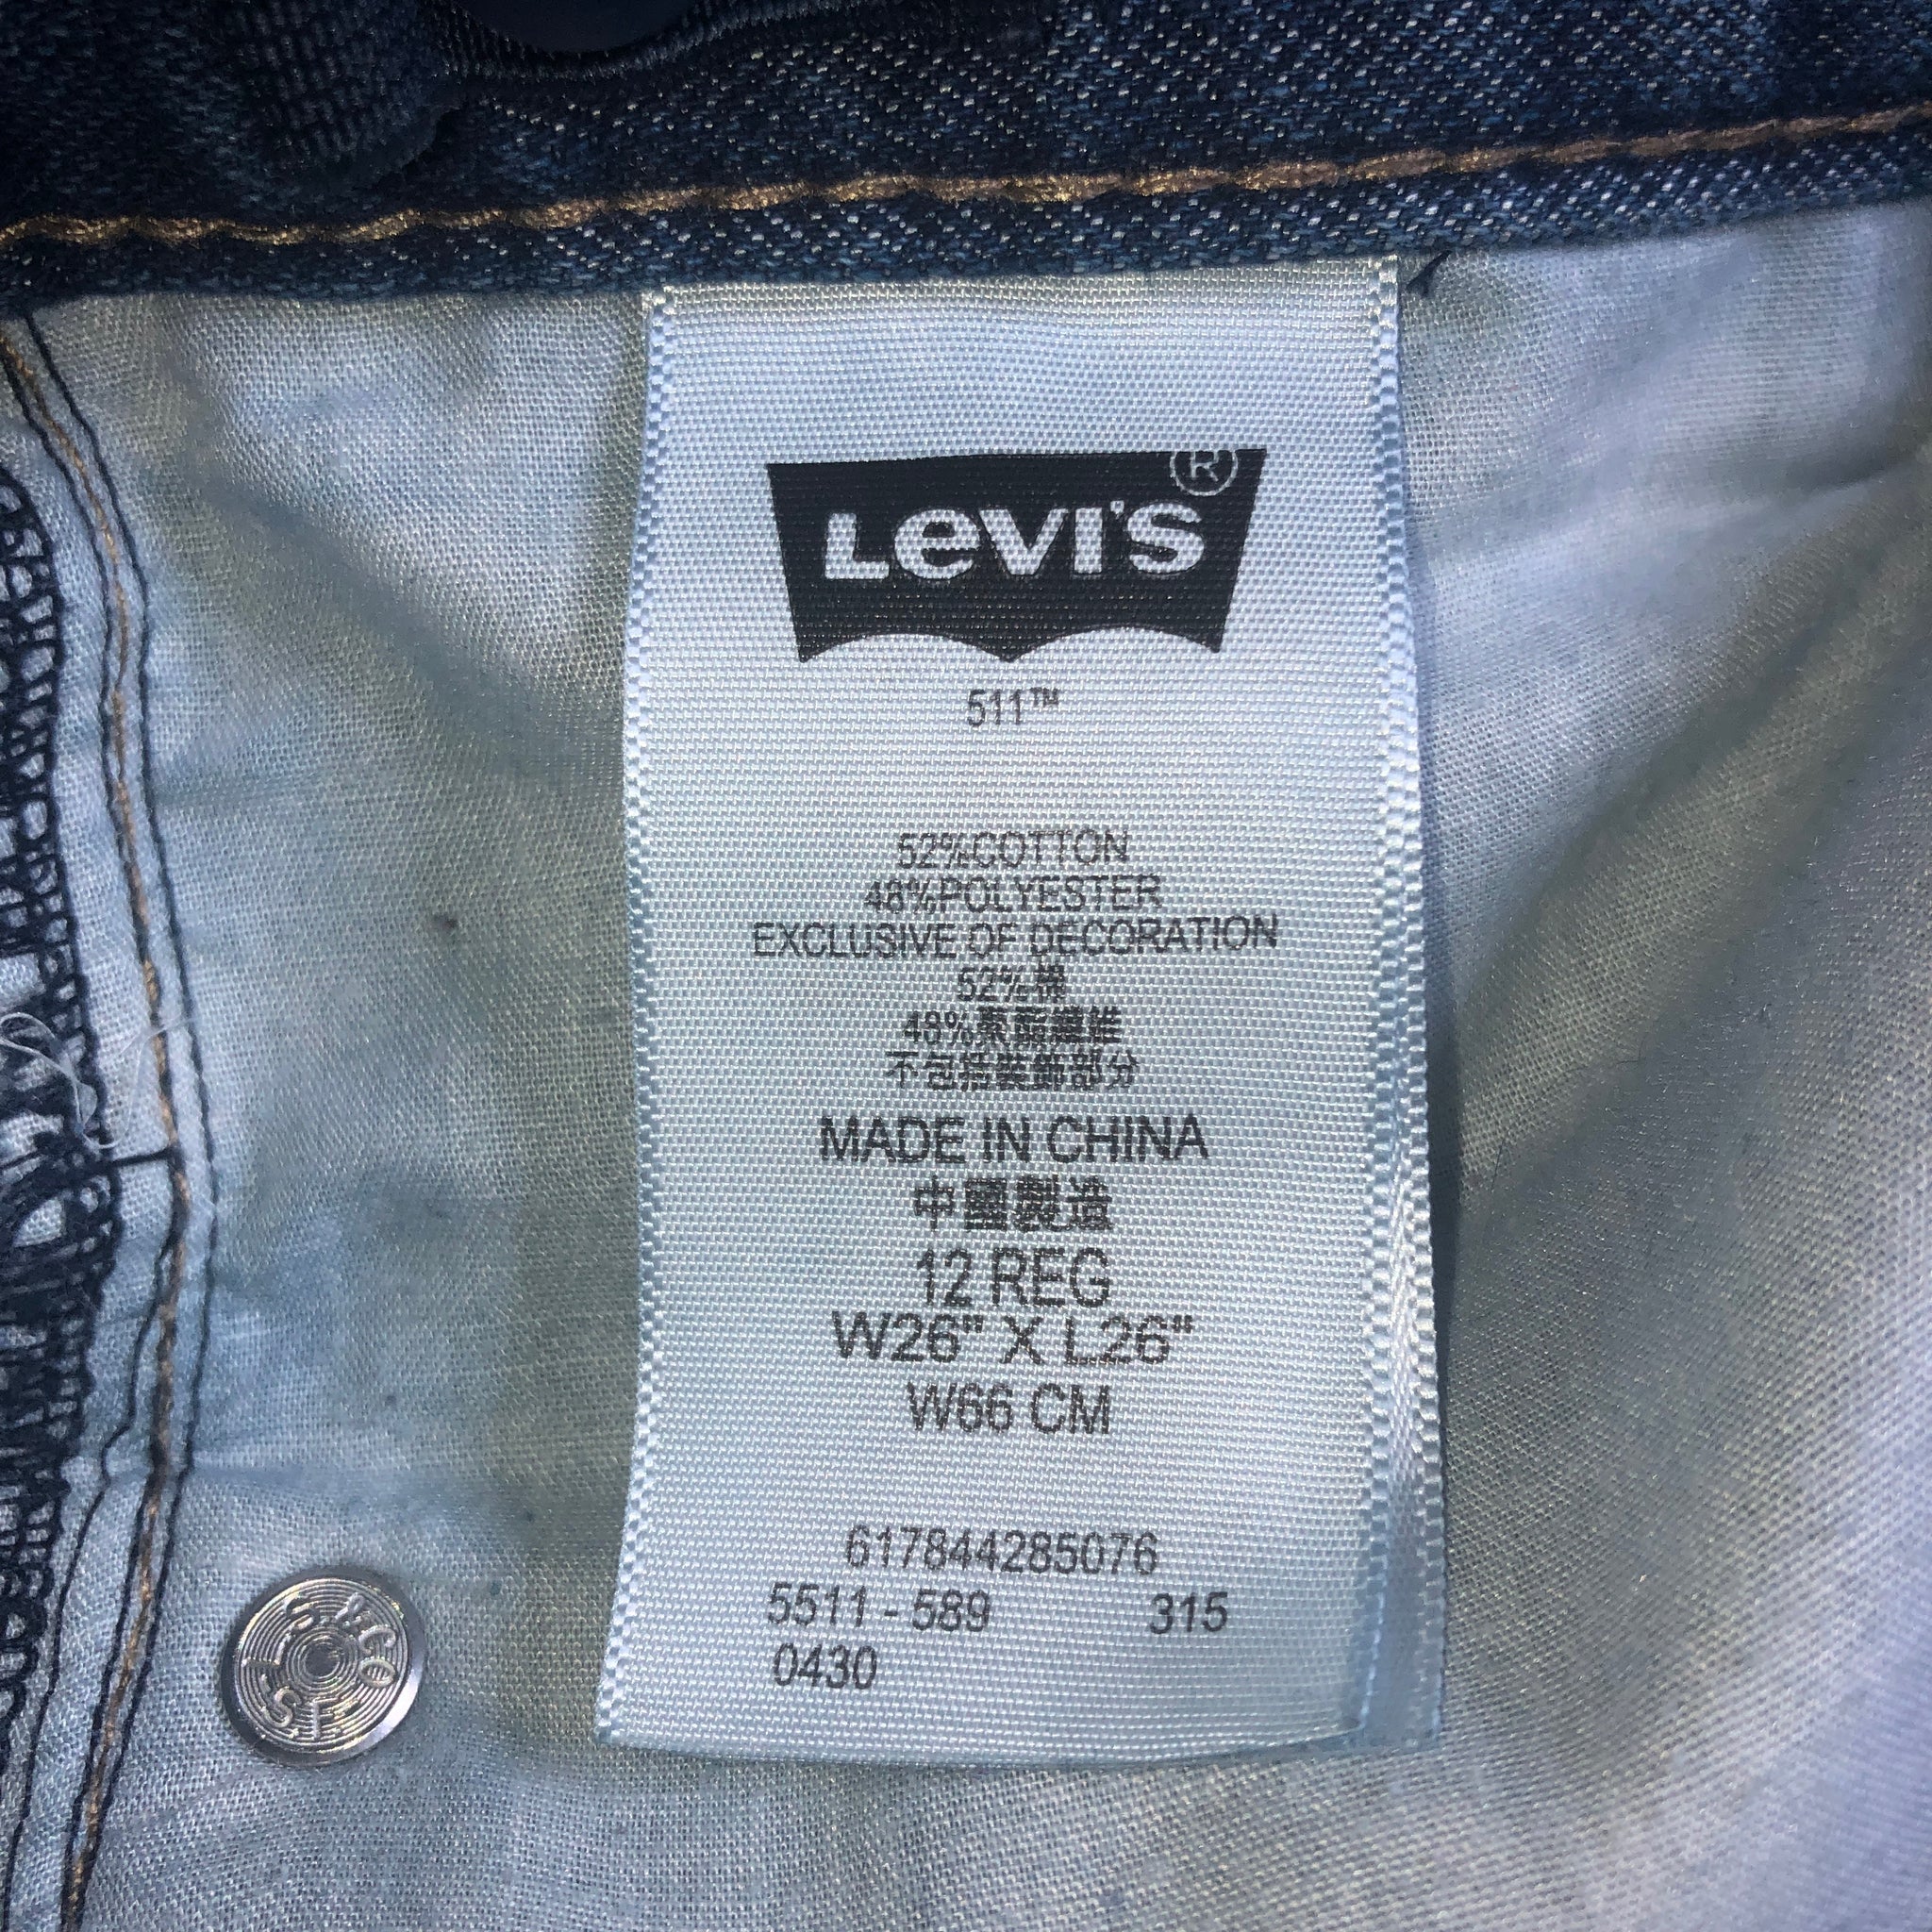 LEVI'S®
511™
52%COTTON
48%POLYESTER
EXCLUSIVE OF DECORATION
52%棉
48%聚酯纖維
不包括裝飾部分
MADE IN CHINA
中國製造
12 REG
W26" X L26"
W66 CM
617844285076
5511 - 589 315
0430
L.S. & CO